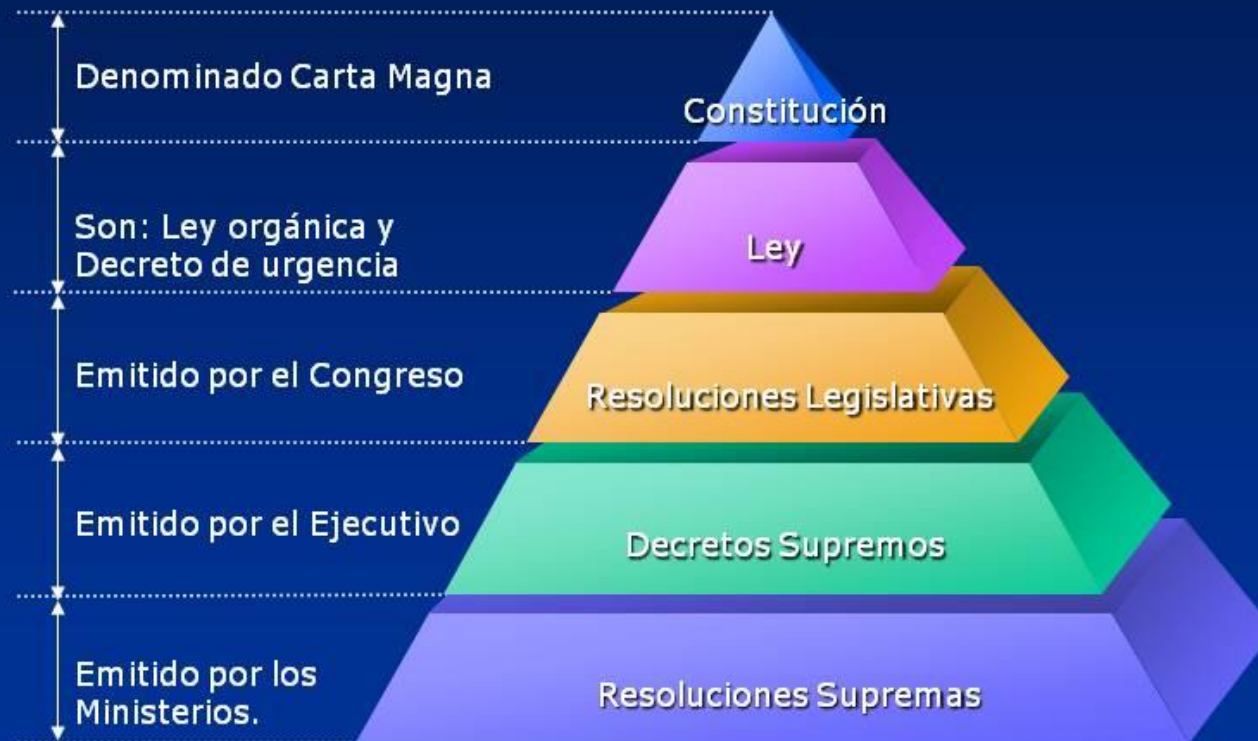 Denominado Carta Magna
Constitución
Son: Ley orgánica y
Decreto de urgencia
Ley
Emitido por el Congreso
Resoluciones Legislativas
Emitido por el Ejecutivo
Decretos Supremos
Emitido por los
Ministerios.
Resoluciones Supremas